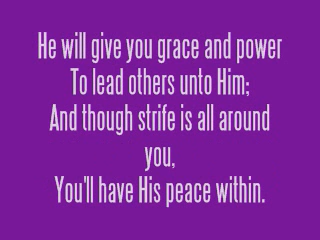 He will give you grace and power
To lead others unto Him;
And though strife is all around
you,
You'll have His peace within.